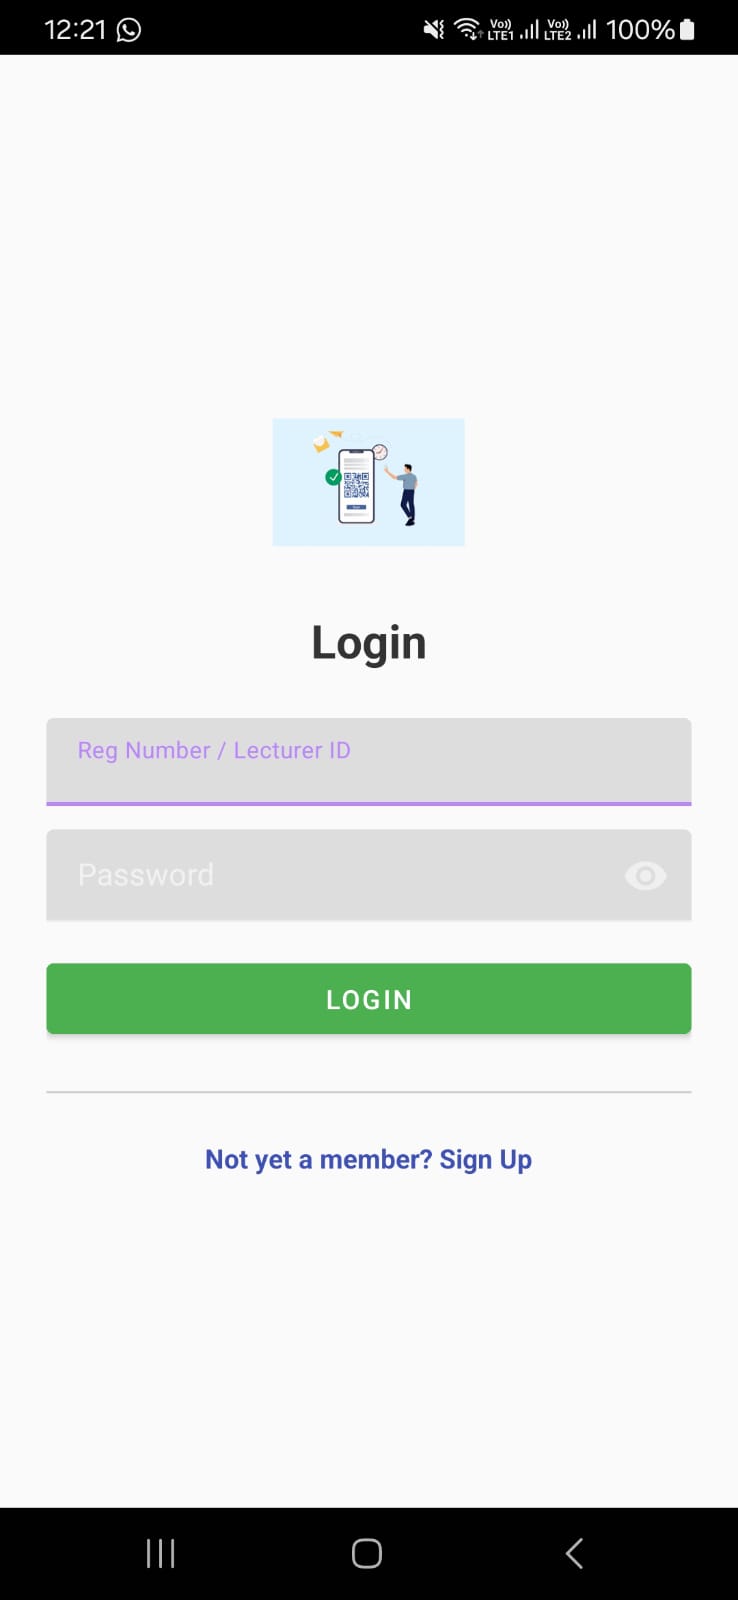 12:21
Vo)) LTE1 Vo)) LTE2 100%
Login
Reg Number / Lecturer ID
Password
LOGIN
Not yet a member? Sign Up